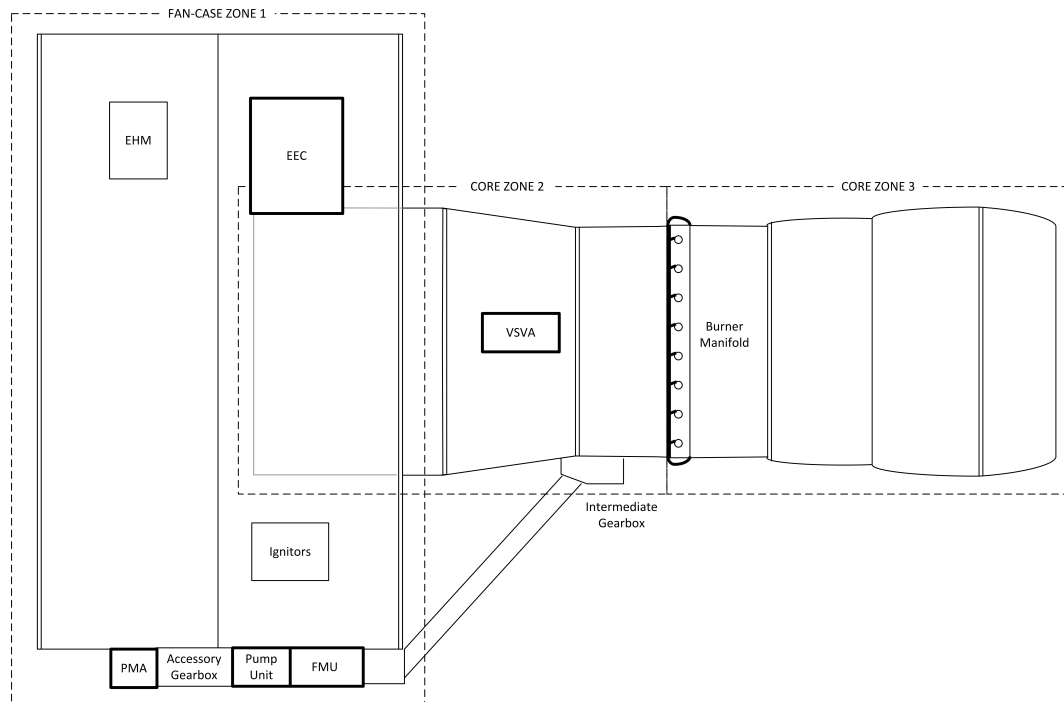 FAN-CASE ZONE 1
EHM
EEC
CORE ZONE 2
CORE ZONE 3
VSVA
Burner
Manifold
Intermediate
Gearbox
Ignitors
PMA
Accessory
Gearbox
Pump
Unit
FMU